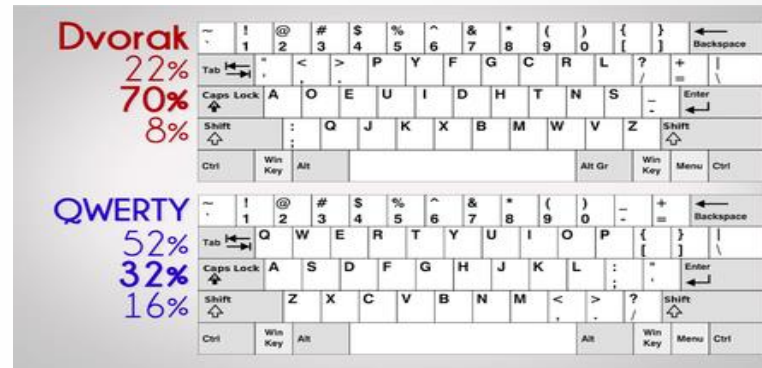 Dvorak ~ ` ! 1 @ 2 # 3 $ 4 % 5 ^ 6 & 7 * 8 ( 9 ) 0 { [ } ] Backspace
22% Tab " ' < , > . P Y F G C R L ? / + = | \
70% Caps Lock A O E U I D H T N S _ - Enter
8% Shift : ; Q J K X B M W V Z Shift
Ctrl Win Key Alt Alt Gr Win Key Menu Ctrl
QWERTY ~ ` ! 1 @ 2 # 3 $ 4 % 5 ^ 6 & 7 * 8 ( 9 ) 0 _ - + = Backspace
52% Tab Q W E R T Y U I O P { [ } ] | \
32% Caps Lock A S D F G H J K L : ; " ' Enter
16% Shift Z X C V B N M < , > . ? / Shift
Ctrl Win Key Alt Alt Win Key Menu Ctrl